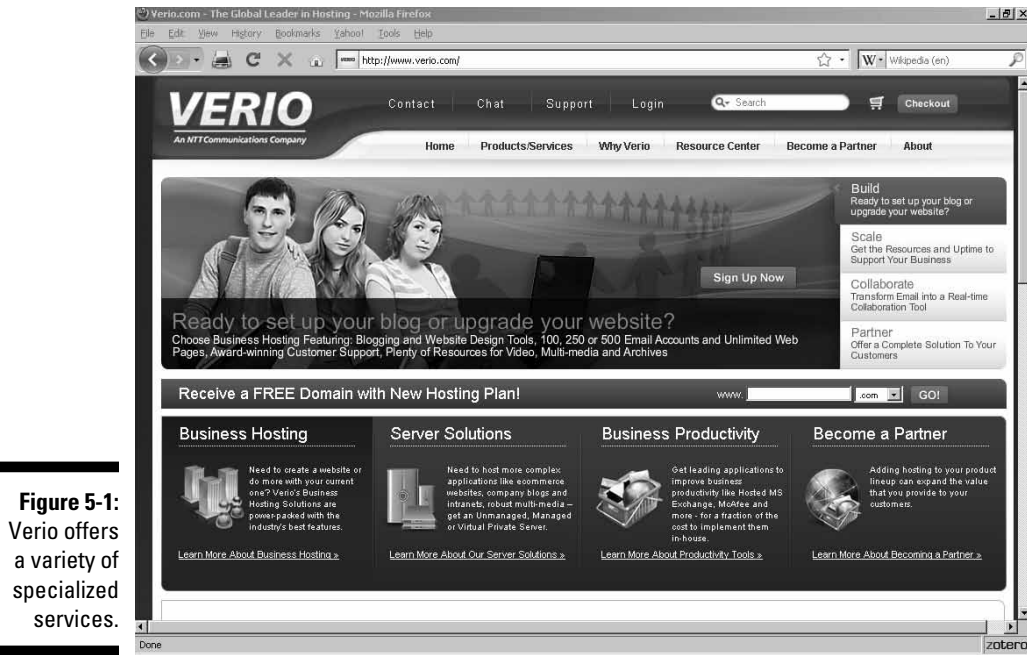 Verio.com - The Global Leader in Hosting - Mozilla Firefox
File Edit View History Bookmarks Yahoo! Tools Help
http://www.verio.com/
W Wikipedia (en)
VERIO
An NTT Communications Company
Contact Chat Support Login Search Checkout
Home Products/Services Why Verio Resource Center Become a Partner About
Build
Ready to set up your blog or
upgrade your website?
Scale
Get the Resources and Uptime to
Support Your Business
Collaborate
Transform Email into a Real-time
Collaboration Tool
Partner
Offer a Complete Solution To Your
Customers
Sign Up Now
Ready to set up your blog or upgrade your website?
Choose Business Hosting Featuring: Blogging and Website Design Tools, 100, 250 or 500 Email Accounts and Unlimited Web
Pages, Award-winning Customer Support, Plenty of Resources for Video, Multi-media and Archives
Receive a FREE Domain with New Hosting Plan! www. .com GO!
Business Hosting
Need to create a website or
do more with your current
one? Verio's Business
Hosting Solutions are
power-packed with the
industry's best features.
Learn More About Business Hosting »
Server Solutions
Need to host more complex
applications like ecommerce
websites, company blogs and
intranets, robust multi-media –
get an Unmanaged, Managed
or Virtual Private Server.
Learn More About Our Server Solutions »
Business Productivity
Get leading applications to
improve business
productivity like Hosted MS
Exchange, McAfee and
more - for a fraction of the
cost to implement them
in-house.
Learn More About Productivity Tools »
Become a Partner
Adding hosting to your product
lineup can expand the value
that you provide to your
customers.
Learn More About Becoming a Partner »
Done
zotero
Figure 5-1:
Verio offers
a variety of
specialized
services.